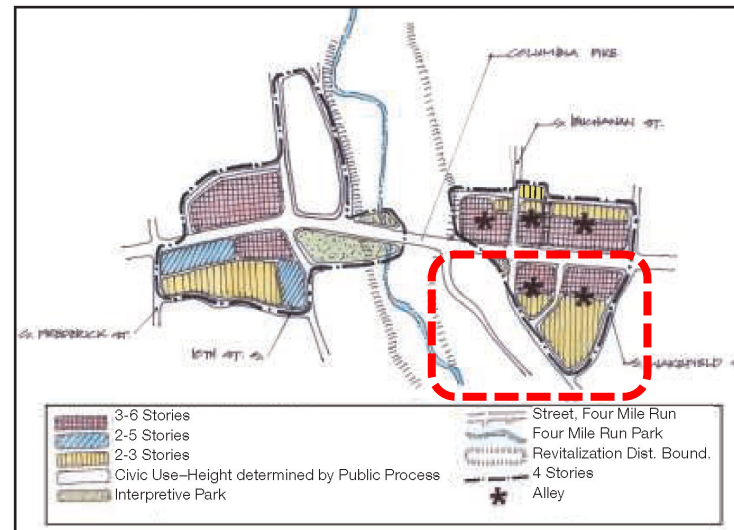 COLUMBIA PIKE
S. BUCHANAN ST.
S. FREDERICK ST.
16TH ST. S.
S. WAKEFIELD
3-6 Stories
2-5 Stories
2-3 Stories
Civic Use–Height determined by Public Process
Interpretive Park
Street, Four Mile Run
Four Mile Run Park
Revitalization Dist. Bound.
4 Stories
Alley